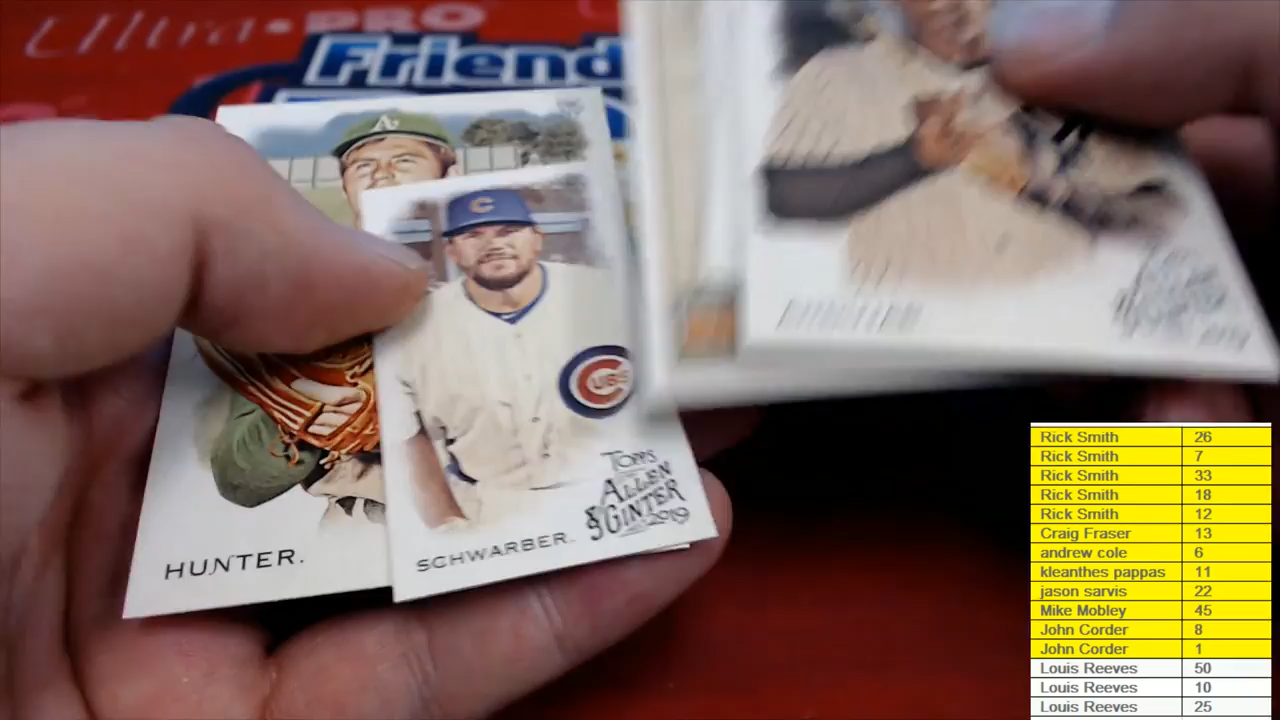 Ultra•PRO
Friend
A's
C
CUBS
HUNTER.
SCHWARBER.
TOPPS
ALLEN
& GINTER
2019
Rick Smith 26
Rick Smith 7
Rick Smith 33
Rick Smith 18
Rick Smith 12
Craig Fraser 13
andrew cole 6
kleanthes pappas 11
jason sarvis 22
Mike Mobley 45
John Corder 8
John Corder 1
Louis Reeves 50
Louis Reeves 10
Louis Reeves 25